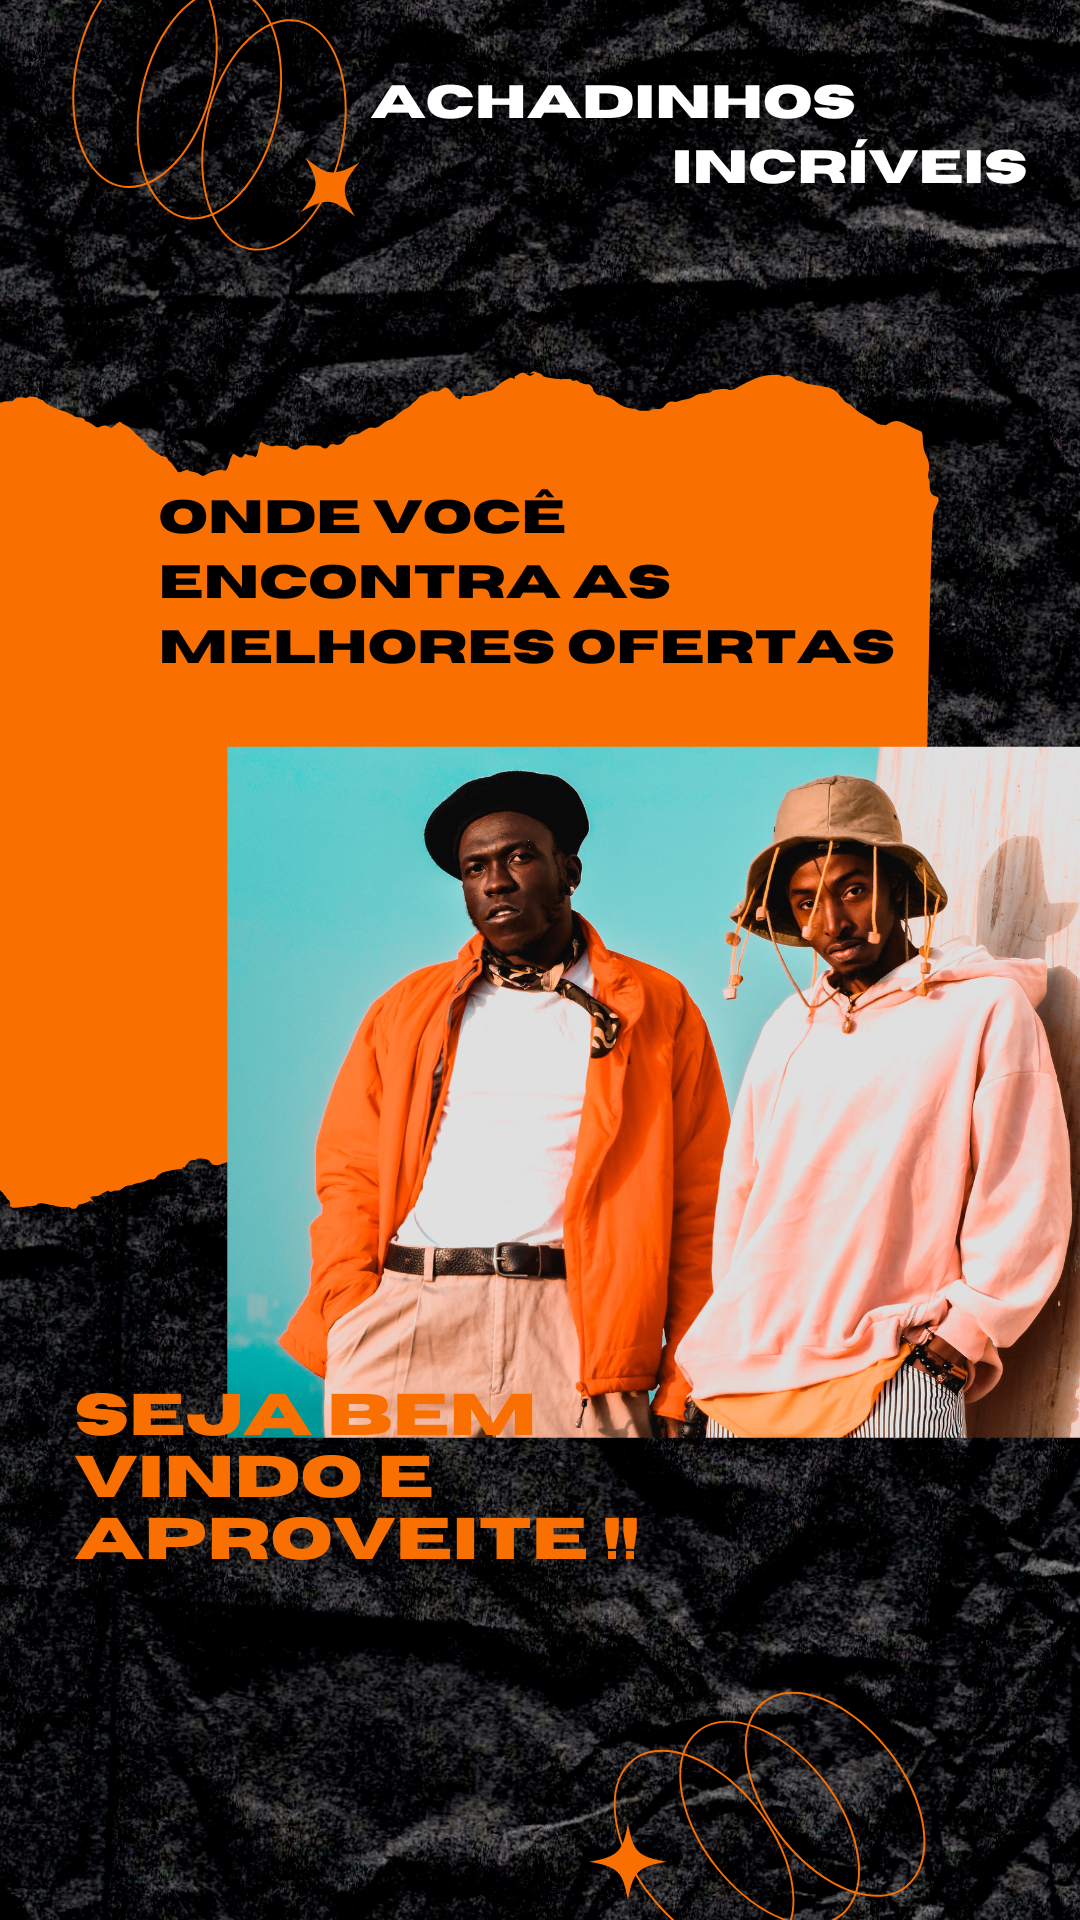 ACHADINHOS
INCRÍVEIS
ONDE VOCÊ
ENCONTRA AS
MELHORES OFERTAS
SEJA BEM
VINDO E
APROVEITE !!